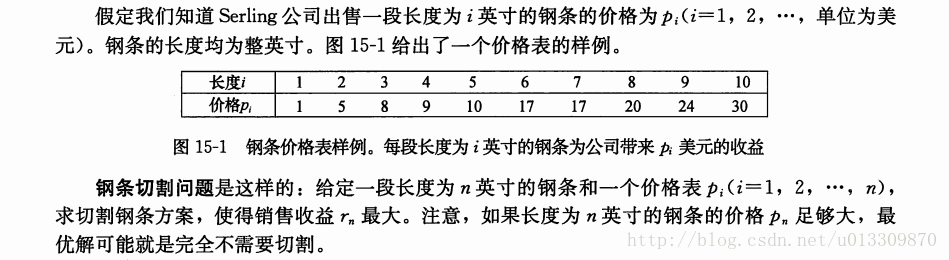 假定我们知道 Serling 公司出售一段长度为 i 英寸的钢条的价格为 pi(i=1，2，…，单位为美
元)。钢条的长度均为整英寸。图 15-1 给出了一个价格表的样例。
长度i 1 2 3 4 5 6 7 8 9 10
价格pi 1 5 8 9 10 17 17 20 24 30
图 15-1 钢条价格表样例。每段长度为 i 英寸的钢条为公司带来 pi 美元的收益
钢条切割问题是这样的：给定一段长度为 n 英寸的钢条和一个价格表 pi(i=1，2，…，n)，
求切割钢条方案，使得销售收益 rn 最大。注意，如果长度为 n 英寸的钢条的价格 pn 足够大，最
优解可能就是完全不需要切割。
http://blog.csdn.net/u013309870